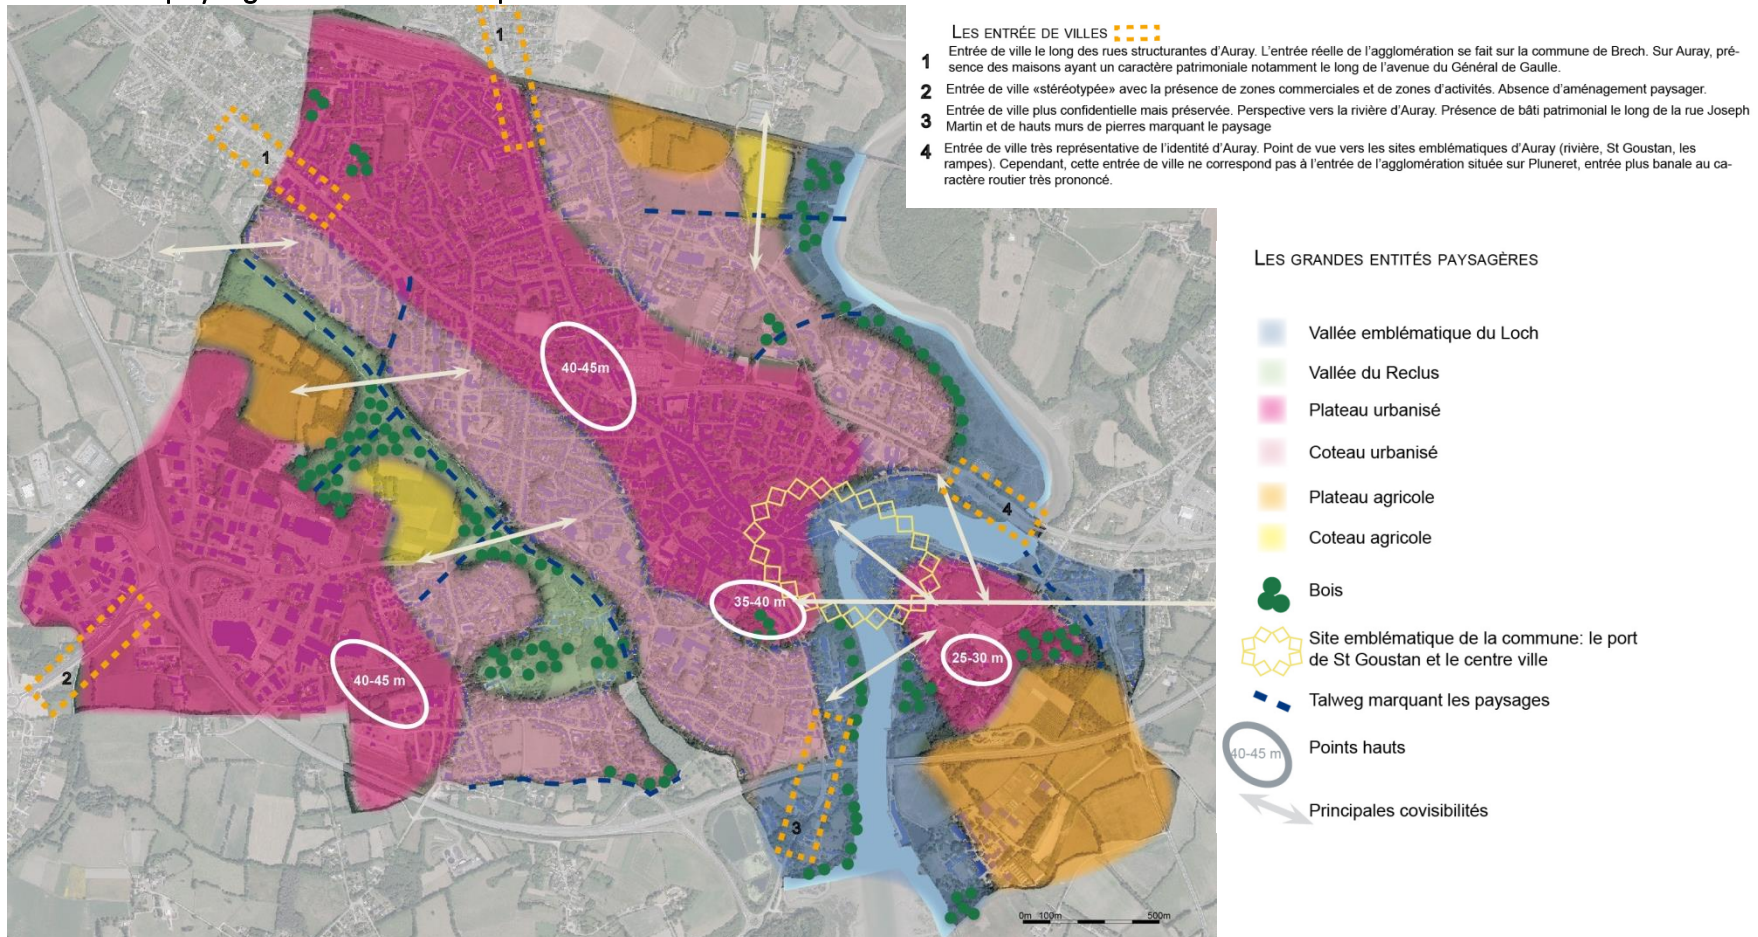 LES ENTRÉE DE VILLES
1 Entrée de ville le long des rues structurantes d'Auray. L'entrée réelle de l'agglomération se fait sur la commune de Brech. Sur Auray, pré-
sence des maisons ayant un caractère patrimoniale notamment le long de l'avenue du Général de Gaulle.
2 Entrée de ville «stéréotypée» avec la présence de zones commerciales et de zones d'activités. Absence d'aménagement paysager.
3 Entrée de ville plus confidentielle mais préservée. Perspective vers la rivière d'Auray. Présence de bâti patrimonial le long de la rue Joseph
Martin et de hauts murs de pierres marquant le paysage
4 Entrée de ville très représentative de l'identité d'Auray. Point de vue vers les sites emblématiques d'Auray (rivière, St Goustan, les
rampes). Cependant, cette entrée de ville ne correspond pas à l'entrée de l'agglomération située sur Pluneret, entrée plus banale au ca-
ractère routier très prononcé.
1
1
40-45m
4
35-40 m
25-30 m
40-45 m
2
3
0m 100m 500m
LES GRANDES ENTITÉS PAYSAGÈRES
Vallée emblématique du Loch
Vallée du Reclus
Plateau urbanisé
Coteau urbanisé
Plateau agricole
Coteau agricole
Bois
Site emblématique de la commune: le port
de St Goustan et le centre ville
Talweg marquant les paysages
40-45 m
Points hauts
Principales covisibilités